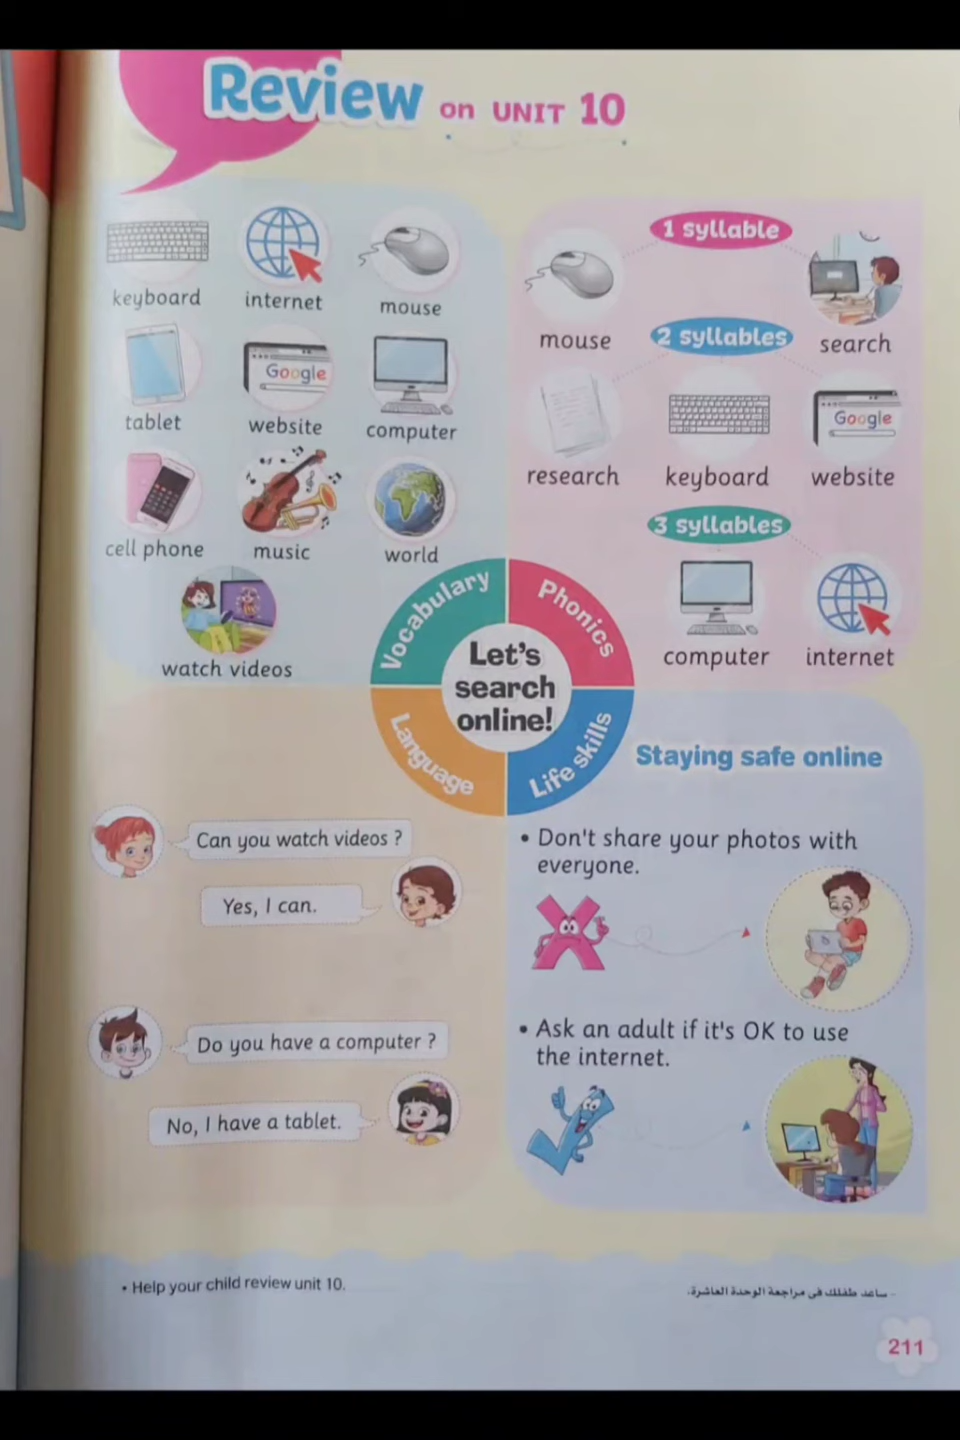 Review on UNIT 10
keyboard
internet
mouse
tablet
Google
website
computer
cell phone
music
world
watch videos
1 syllable
mouse
search
2 syllables
research
keyboard
Google
website
3 syllables
computer
internet
Vocabulary
Phonics
Let's
search
online!
Language
Life skills
Can you watch videos ?
Yes, I can.
Do you have a computer ?
No, I have a tablet.
Staying safe online
• Don't share your photos with
everyone.
• Ask an adult if it's OK to use
the internet.
• Help your child review unit 10.
- ساعد طفلك فى مراجعة الوحدة العاشرة.
211